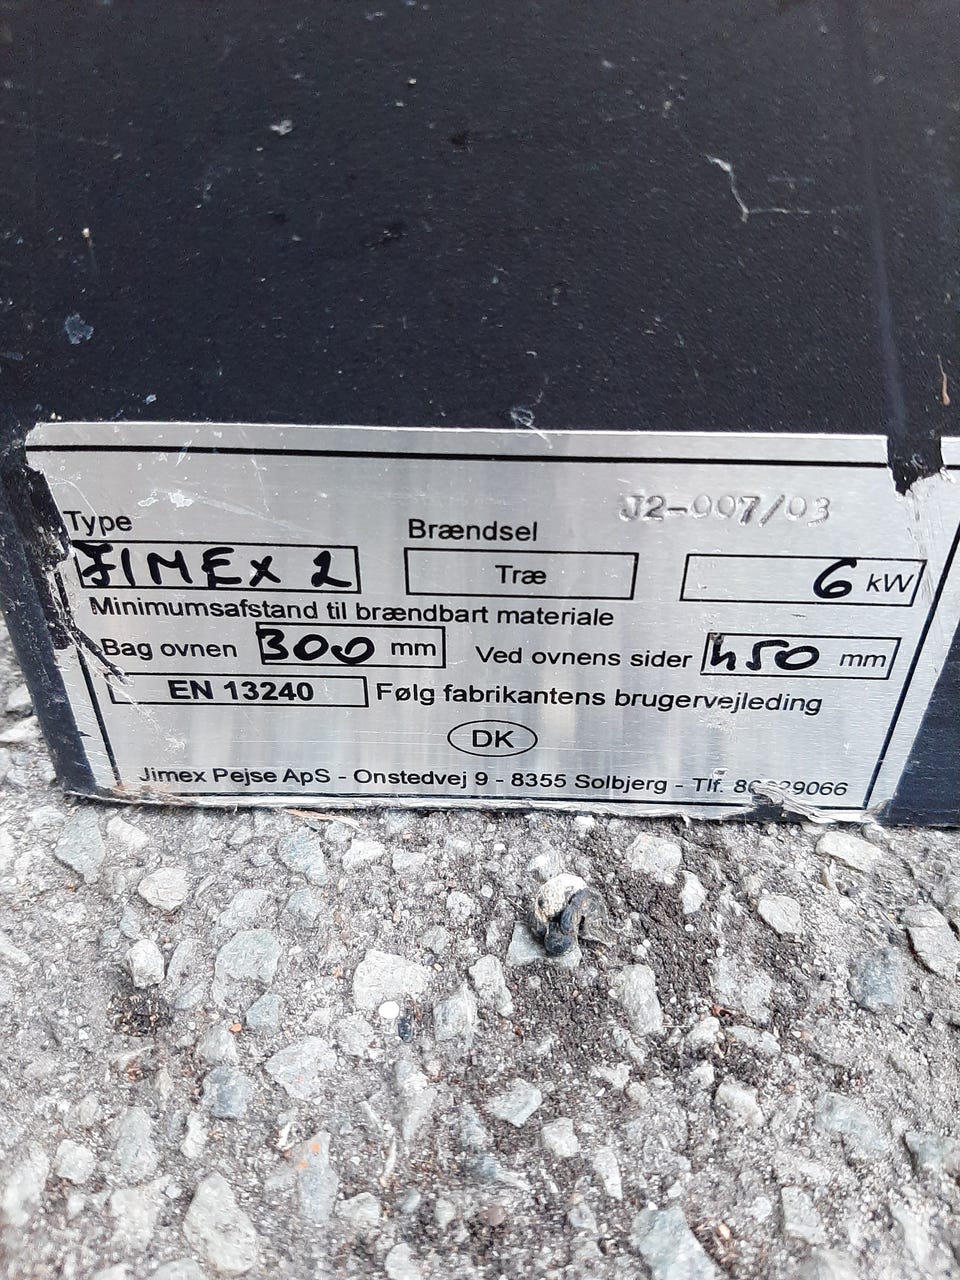 J2-007/03
Type Brændsel
JIMEX 2 Træ 6 kW
Minimumsafstand til brændbart materiale
Bag ovnen 300 mm Ved ovnens sider 450 mm
EN 13240 Følg fabrikantens brugervejledning
DK
Jimex Pejse ApS - Onstedvej 9 - 8355 Solbjerg - Tlf.